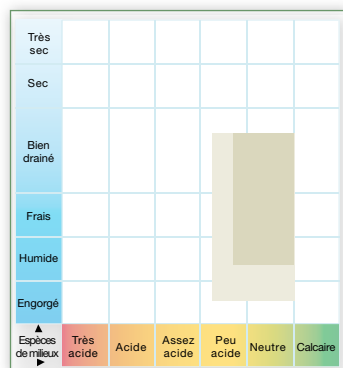 Très
sec
Sec
Bien
drainé
Frais
Humide
Engorgé
Espèces
de milieux
Très
acide
Acide
Assez
acide
Peu
acide
Neutre
Calcaire